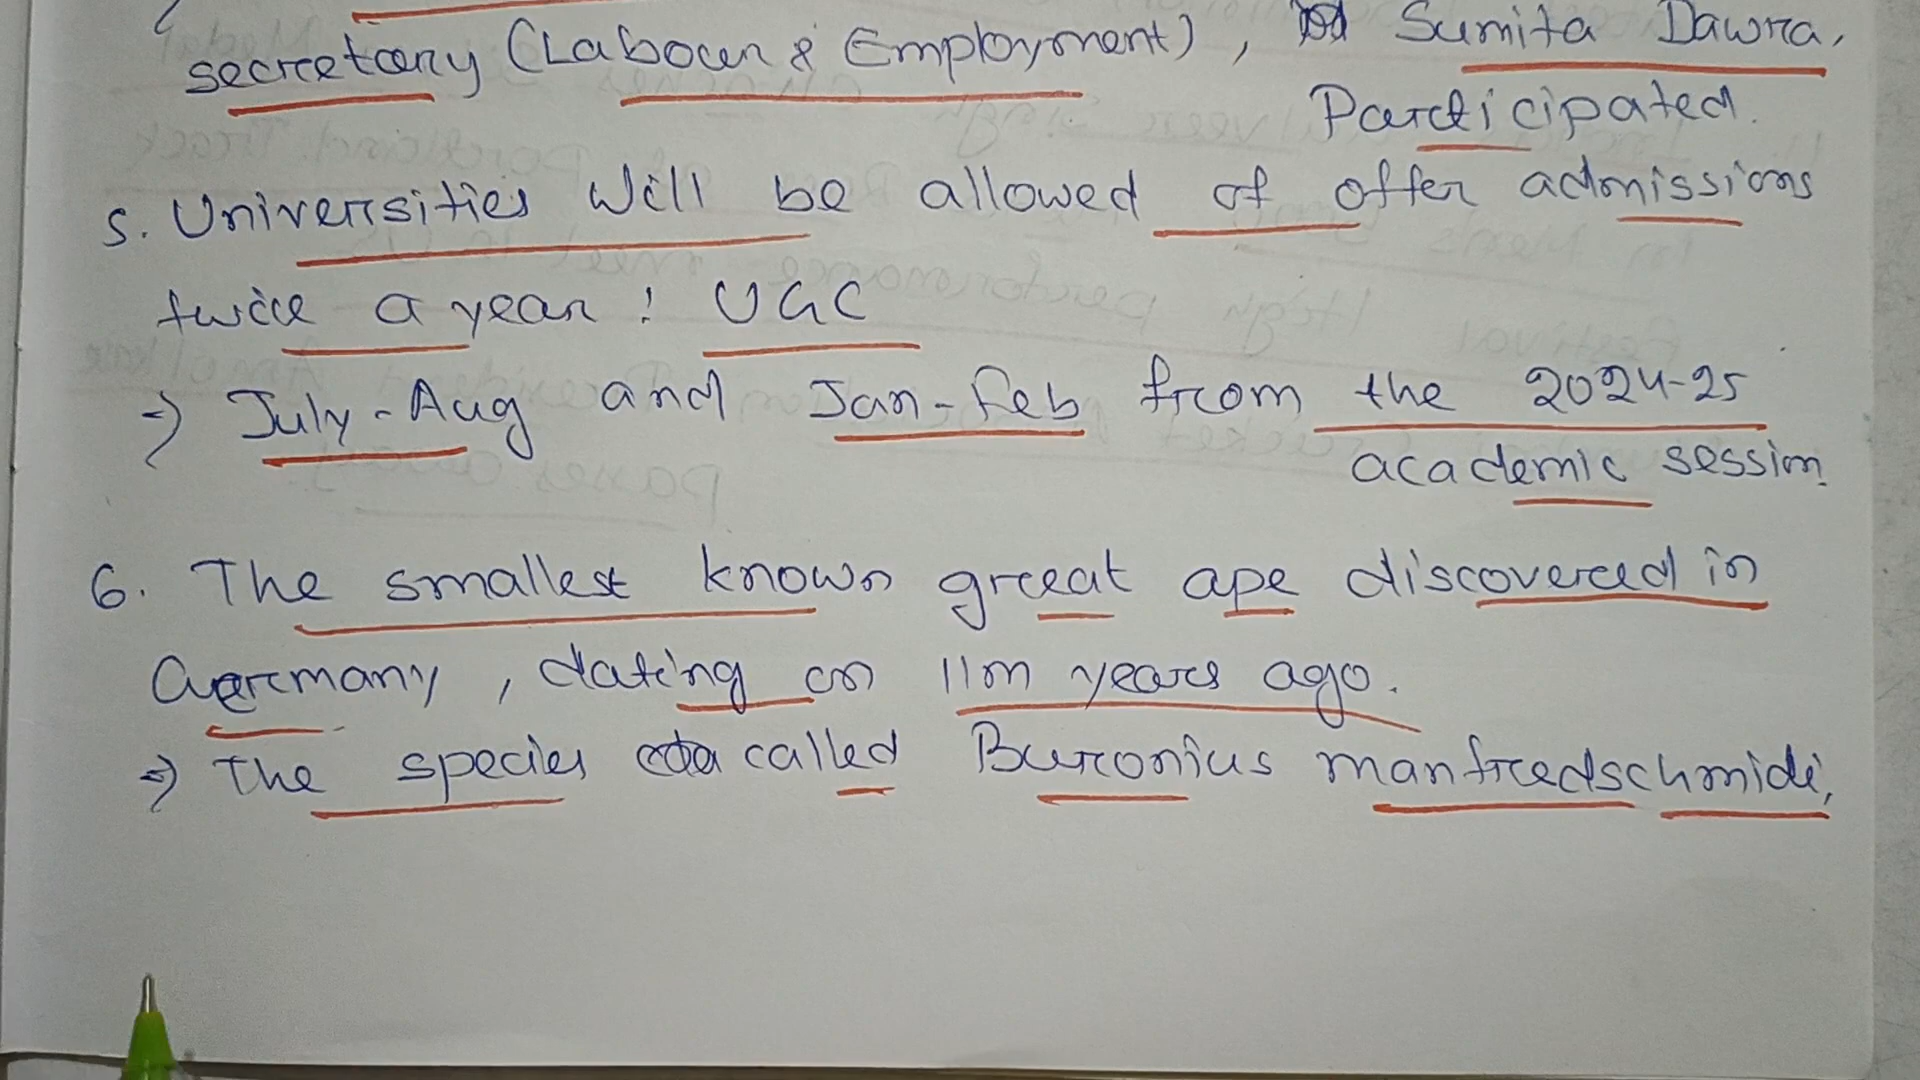 secretary (Labour & Employment), Sumita Dawra,
Participated.
5. Universities will be allowed of offer admissions
twice a year : UGC
⇒ July-Aug and Jan-Feb from the 2024-25
academic session.
6. The smallest known great ape discovered in
Germany, dating on 11m years ago.
⇒ The species called Buronius manfredschmidi,